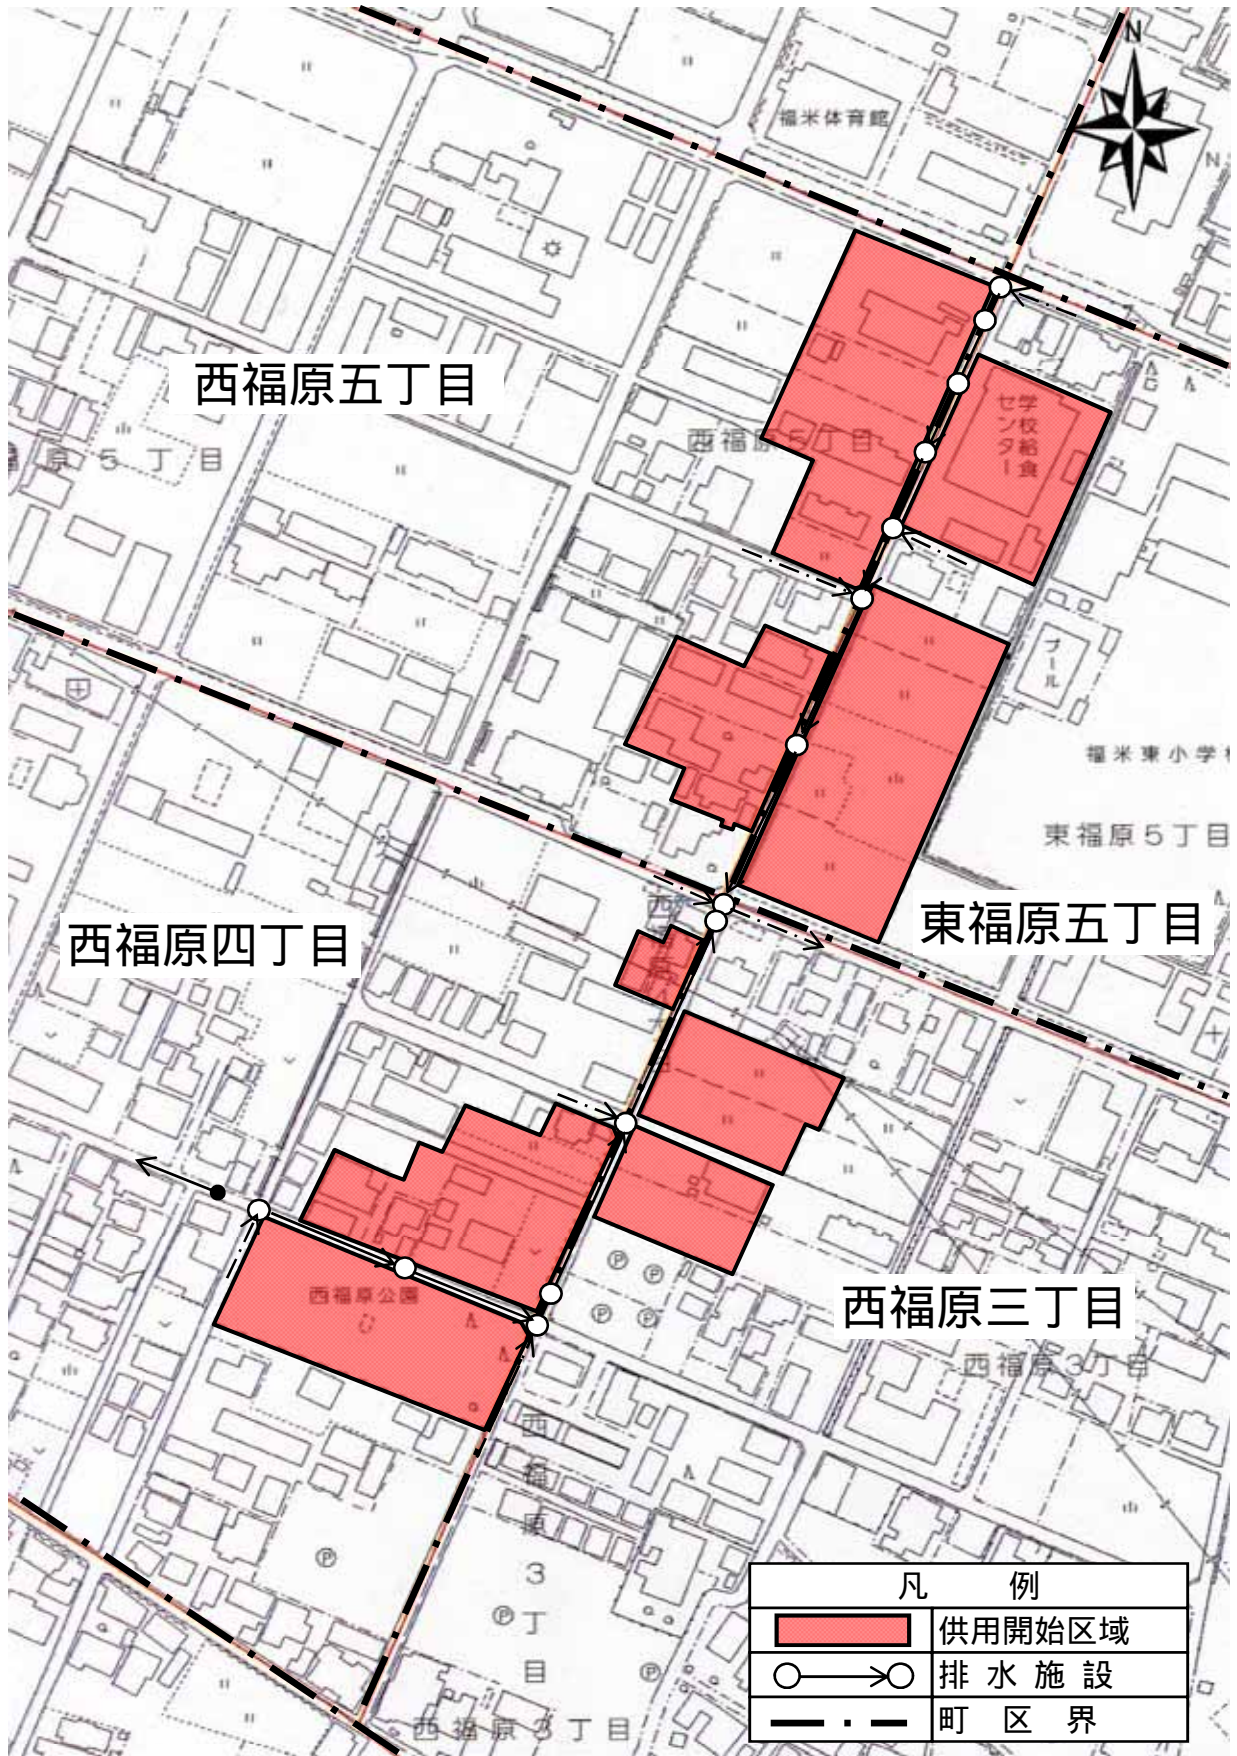 N
福米体育館
N
西福原五丁目
学校給食
センター
西福原5丁目
福原5丁目
プール
福米東小学校
東福原5丁目
東福原五丁目
西福原四丁目
西福原三丁目
西福原公園
西福原3丁目
西福原3丁目
西福原3丁目
凡例
供用開始区域
排水施設
町区界